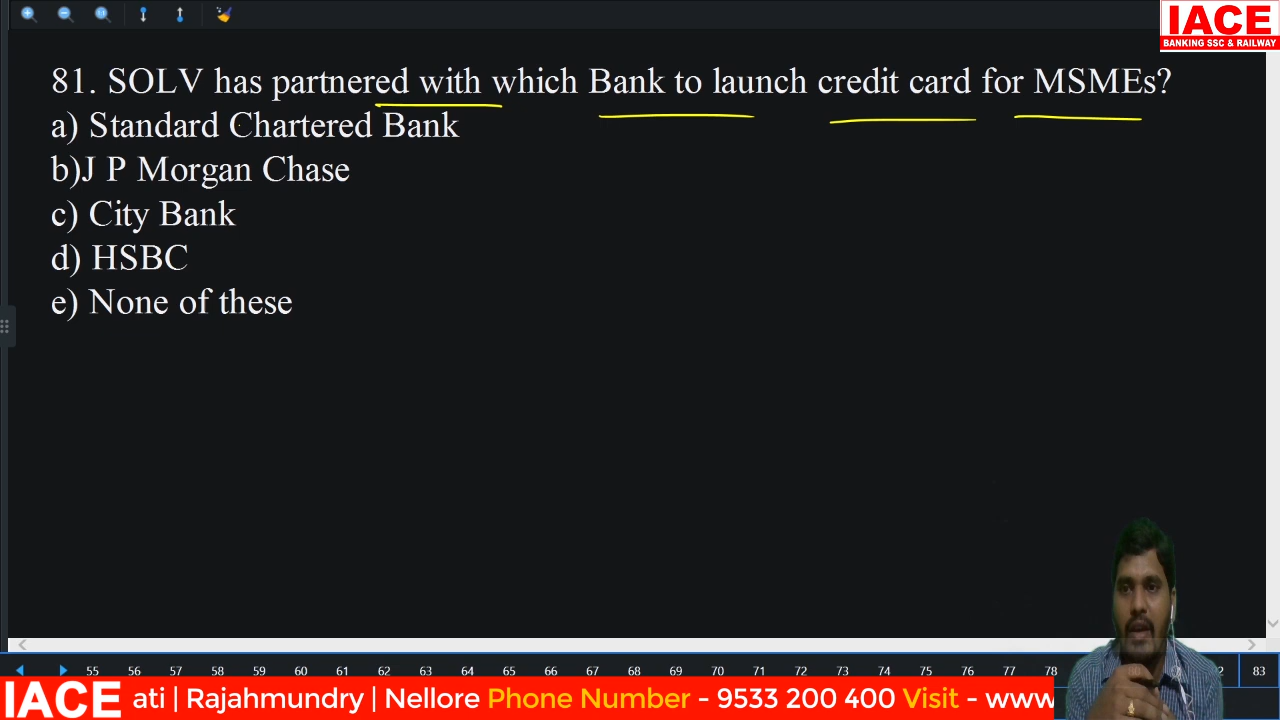 IACE
BANKING SSC & RAILWAY
81. SOLV has partnered with which Bank to launch credit card for MSMEs?
a) Standard Chartered Bank
b)J P Morgan Chase
c) City Bank
d) HSBC
e) None of these
55 56 57 58 59 60 61 62 63 64 65 66 67 68 69 70 71 72 73 74 75 76 77 78 2 83
IACE ati | Rajahmundry | Nellore Phone Number - 9533 200 400 Visit - www